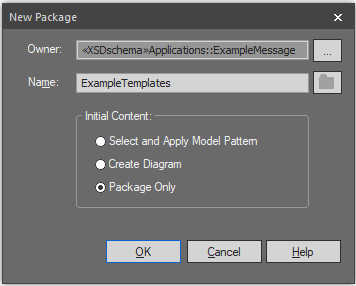 New Package
Owner: «XSDschema»Applications::ExampleMessage ...
Name: ExampleTemplates
Initial Content:
Select and Apply Model Pattern
Create Diagram
Package Only
OK Cancel Help